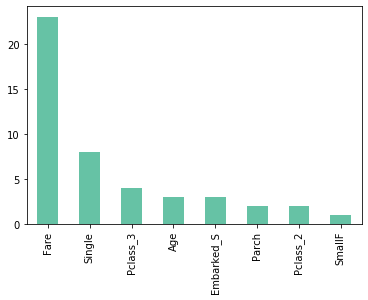 20
15
10
5
0
Fare
Single
Pclass_3
Age
Embarked_S
Parch
Pclass_2
SmallF